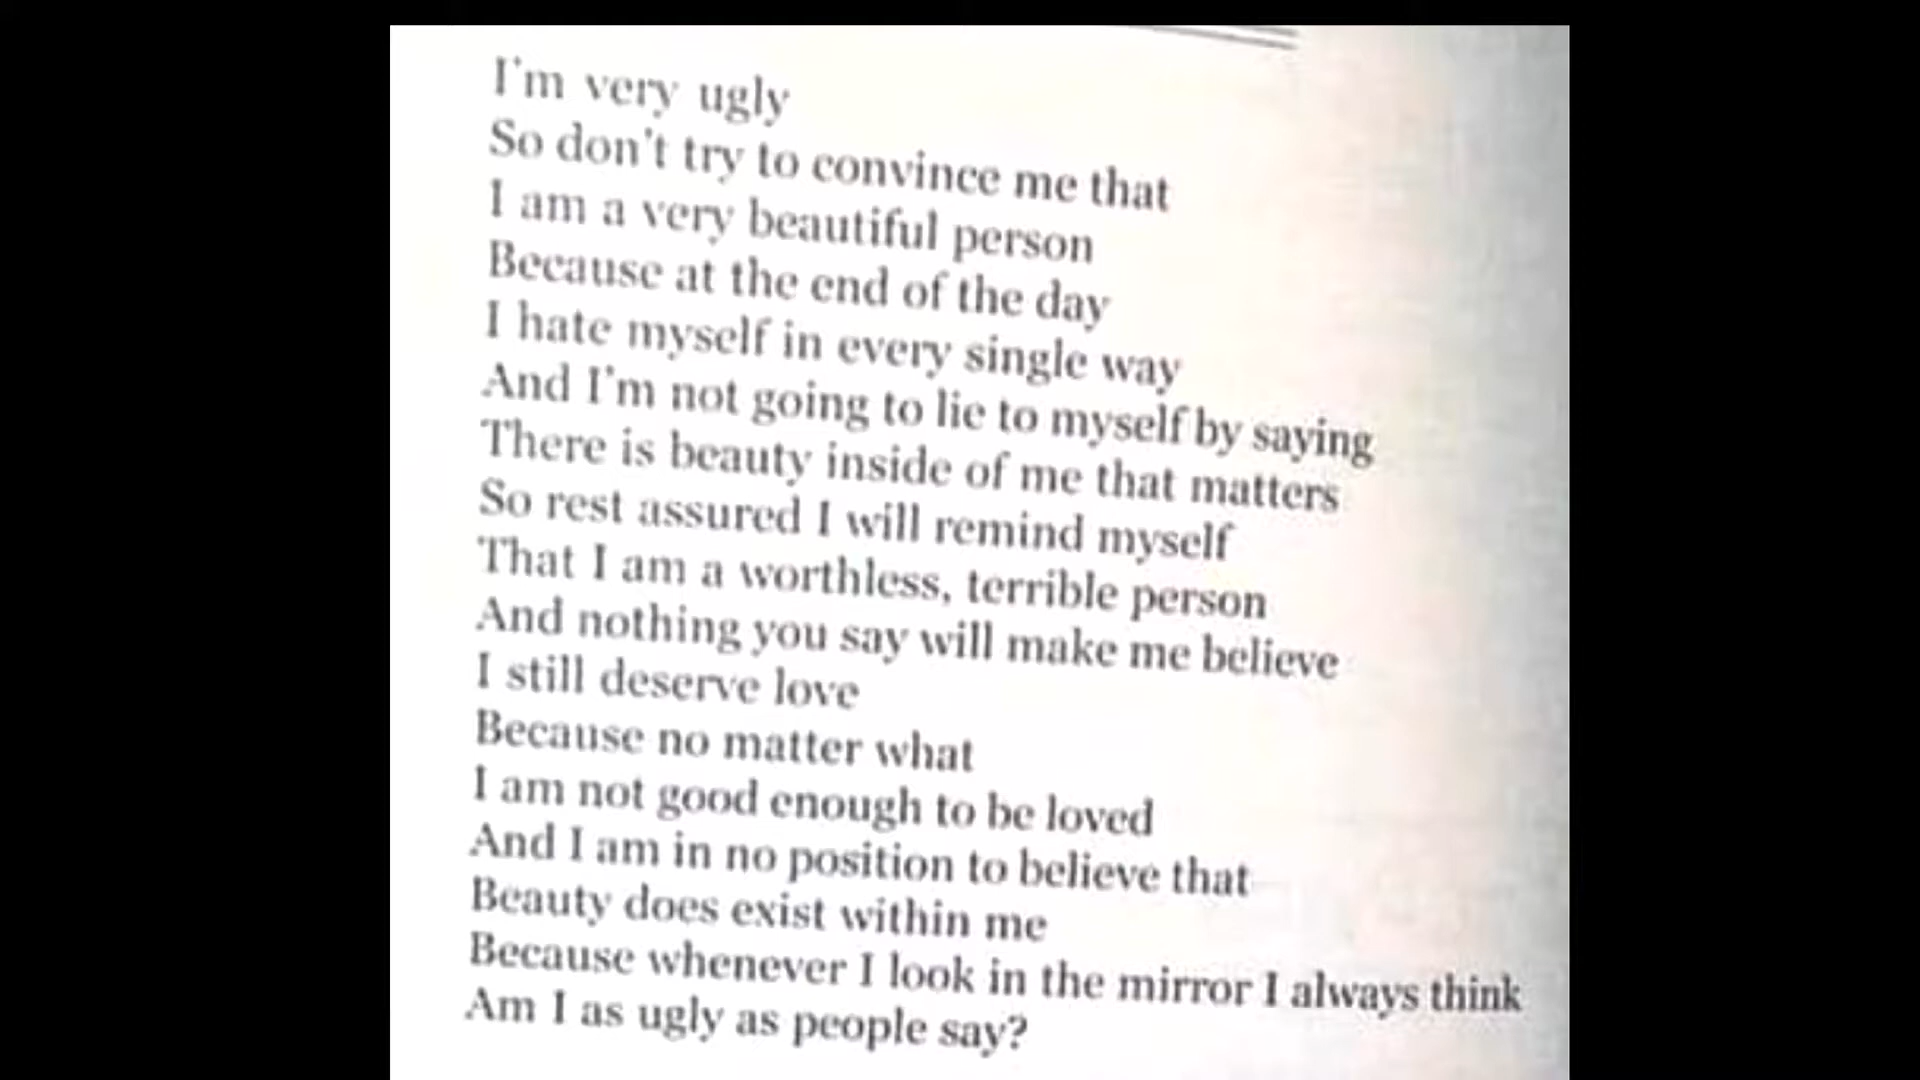 I'm very ugly
So don't try to convince me that
I am a very beautiful person
Because at the end of the day
I hate myself in every single way
And I'm not going to lie to myself by saying
There is beauty inside of me that matters
So rest assured I will remind myself
That I am a worthless, terrible person
And nothing you say will make me believe
I still deserve love
Because no matter what
I am not good enough to be loved
And I am in no position to believe that
Beauty does exist within me
Because whenever I look in the mirror I always think
Am I as ugly as people say?